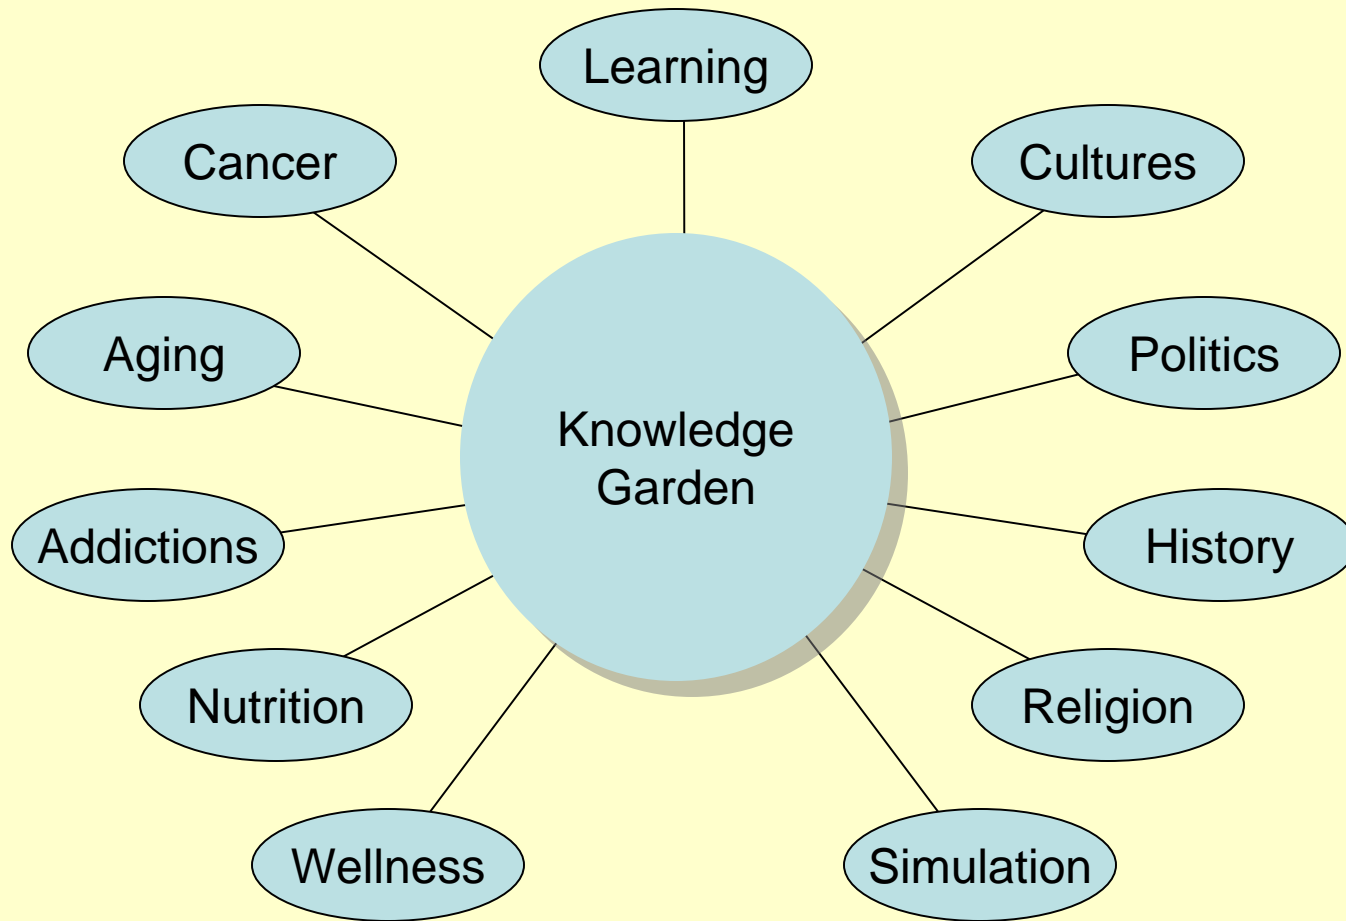 Learning
Cancer
Cultures
Aging
Politics
Knowledge
Garden
Addictions
History
Nutrition
Religion
Wellness
Simulation